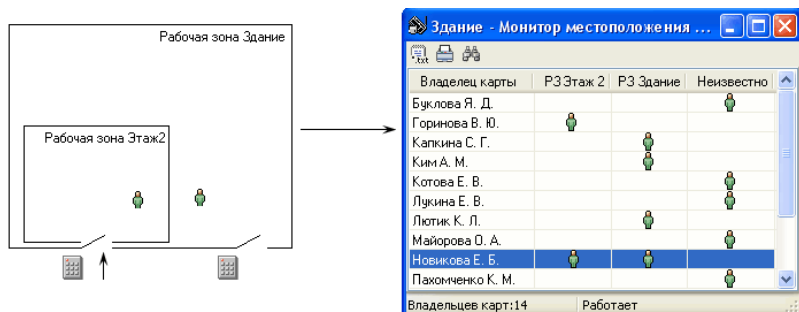 Рабочая зона Здание
Рабочая зона Этаж2
Здание - Монитор местоположения ...
.txt
Владелец карты РЗ Этаж 2 РЗ Здание Неизвестно
Буклова Я. Д.
Горинова В. Ю.
Капкина С. Г.
Ким А. М.
Котова Е. В.
Лукина Е. В.
Лютик К. Л.
Майорова О. А.
Новикова Е. Б.
Пахомченко К. М.
Владельцев карт:14 Работает